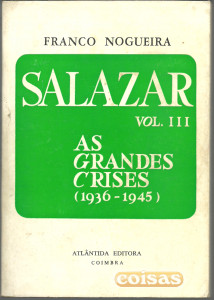 FRANCO NOGUEIRA
SALAZAR
VOL. III
AS
GRANDES
CRISES
(1936-1945)
ATLÂNTIDA EDITORA
COIMBRA
coisas